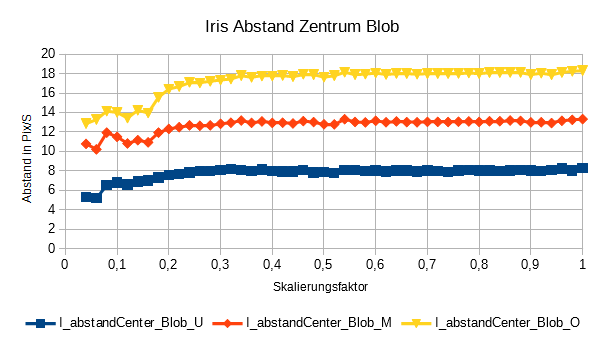 Iris Abstand Zentrum Blob
Abstand in Pix/S
20
18
16
14
12
10
8
6
4
2
0
0 0,1 0,2 0,3 0,4 0,5 0,6 0,7 0,8 0,9 1
Skalierungsfaktor
I_abstandCenter_Blob_U I_abstandCenter_Blob_M I_abstandCenter_Blob_O